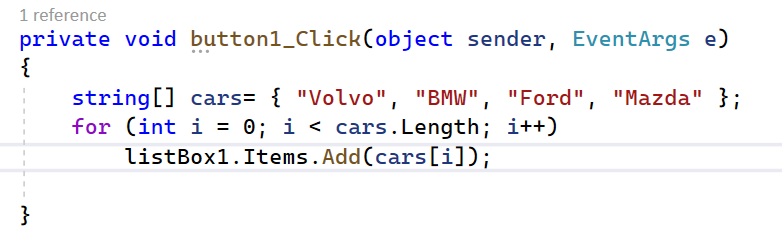 1 reference
private void button1_Click(object sender, EventArgs e)
{
    string[] cars= { "Volvo", "BMW", "Ford", "Mazda" };
    for (int i = 0; i < cars.Length; i++)
        listBox1.Items.Add(cars[i]);
}